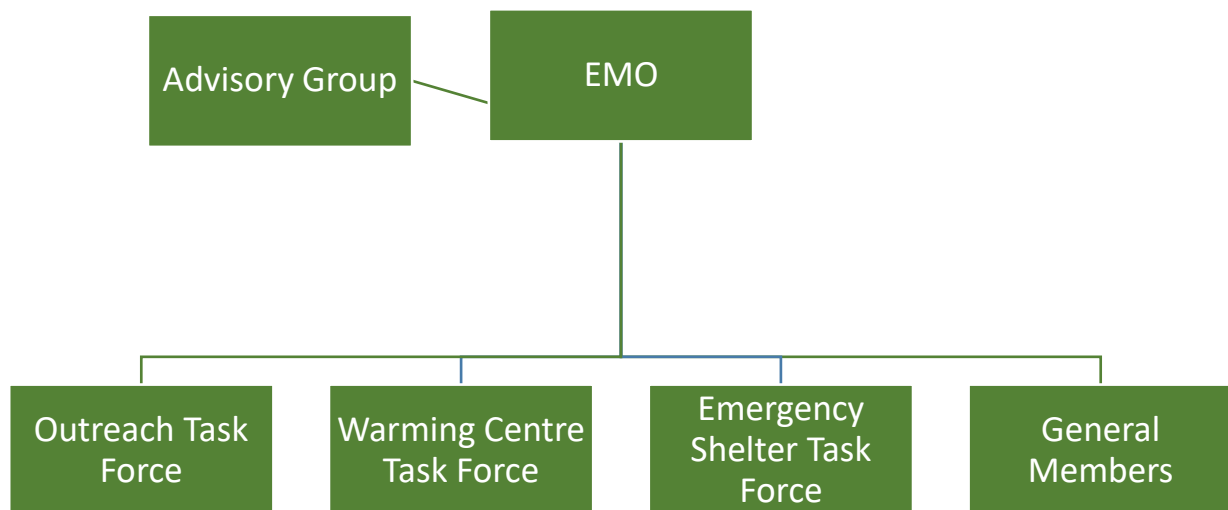 Advisory Group
EMO
Outreach Task
Force
Warming Centre
Task Force
Emergency
Shelter Task
Force
General
Members